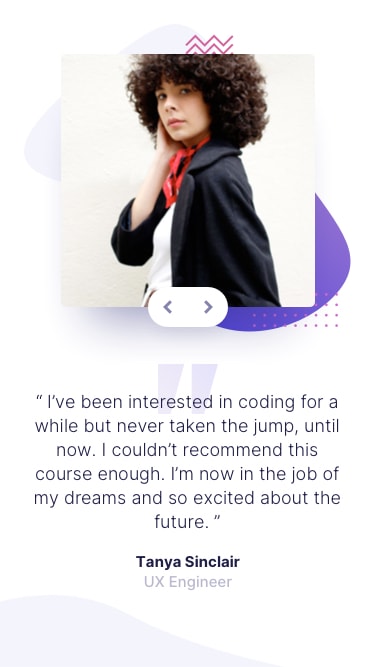 “ I’ve been interested in coding for a
while but never taken the jump, until
now. I couldn’t recommend this
course enough. I’m now in the job of
my dreams and so excited about the
future. ”
Tanya Sinclair
UX Engineer